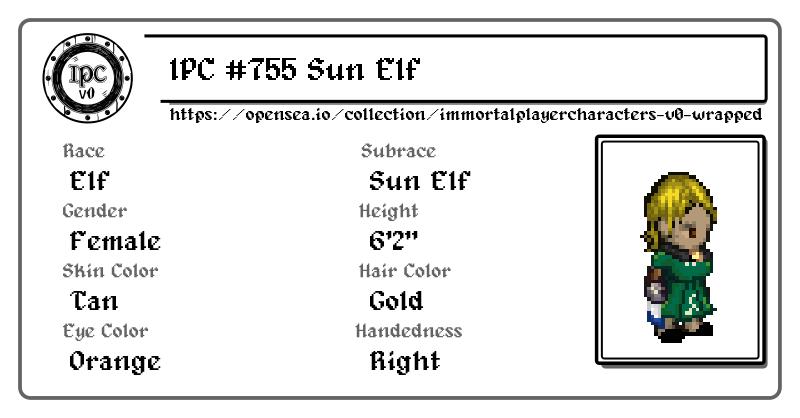 IPC
v0
IPC #755 Sun Elf
https://opensea.io/collection/immortalplayercharacters-v0-wrapped
Race
Elf
Subrace
Sun Elf
Gender
Female
Height
6'2"
Skin Color
Tan
Hair Color
Gold
Eye Color
Orange
Handedness
Right